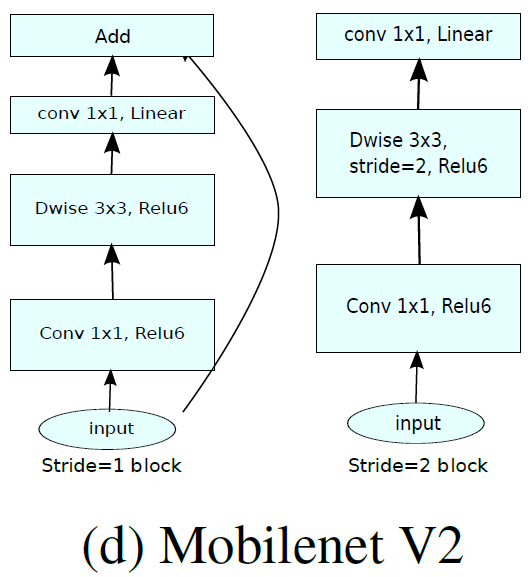 Add
conv 1x1, Linear
Dwise 3x3, Relu6
Conv 1x1, Relu6
input
Stride=1 block
conv 1x1, Linear
Dwise 3x3,
stride=2, Relu6
Conv 1x1, Relu6
input
Stride=2 block
(d) Mobilenet V2